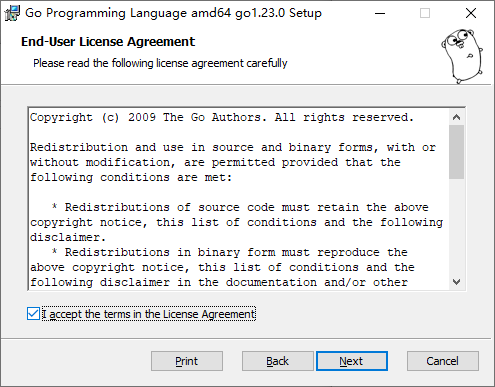 Go Programming Language amd64 go1.23.0 Setup
End-User License Agreement
Please read the following license agreement carefully
Copyright (c) 2009 The Go Authors. All rights reserved.
Redistribution and use in source and binary forms, with or
without modification, are permitted provided that the
following conditions are met:
* Redistributions of source code must retain the above
copyright notice, this list of conditions and the following
disclaimer.
* Redistributions in binary form must reproduce the
above copyright notice, this list of conditions and the
following disclaimer in the documentation and/or other
I accept the terms in the License Agreement
Print Back Next Cancel